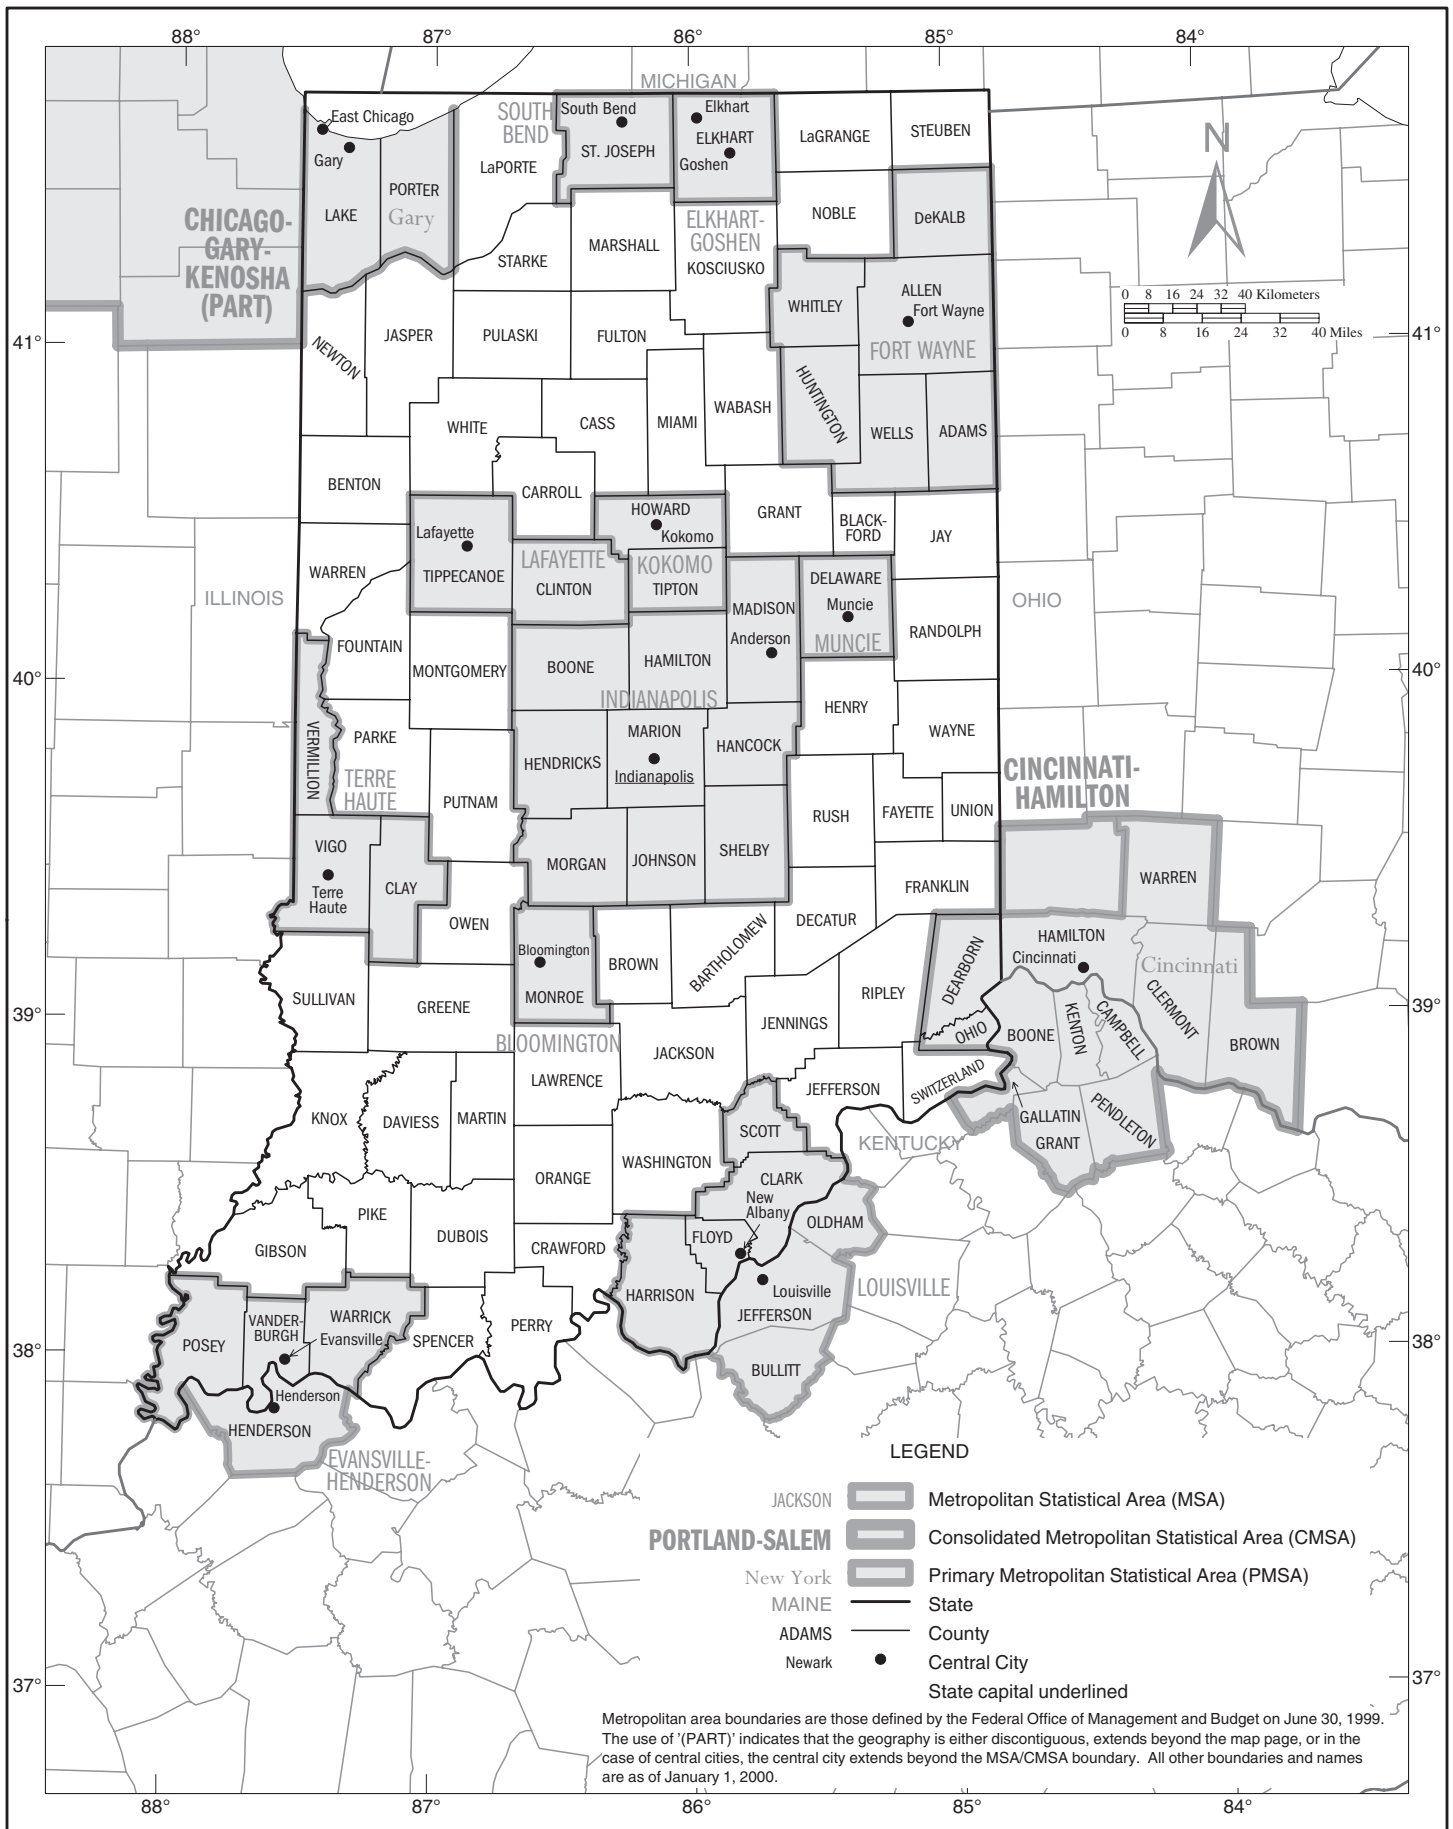 88°
87°
86°
85°
84°
MICHIGAN
East Chicago
Gary
LAKE
PORTER
Gary
LaPORTE
SOUTH
BEND
South Bend
ST. JOSEPH
Elkhart
ELKHART
Goshen
LaGRANGE
STEUBEN
N
CHICAGO-
GARY-
KENOSHA
(PART)
STARKE
MARSHALL
ELKHART-
GOSHEN
KOSCIUSKO
NOBLE
DeKALB
WHITLEY
ALLEN
Fort Wayne
FORT WAYNE
0 8 16 24 32 40 Kilometers
0 8 16 24 32 40 Miles
41°
41°
NEWTON
JASPER
PULASKI
FULTON
HUNTINGTON
WELLS
ADAMS
WHITE
CASS
MIAMI
WABASH
BENTON
CARROLL
HOWARD
Kokomo
KOKOMO
TIPTON
GRANT
BLACK-
FORD
JAY
Lafayette
TIPPECANOE
LAFAYETTE
CLINTON
WARREN
ILLINOIS
OHIO
MADISON
Anderson
DELAWARE
Muncie
MUNCIE
RANDOLPH
FOUNTAIN
MONTGOMERY
BOONE
HAMILTON
INDIANAPOLIS
40°
40°
HENRY
WAYNE
VERMILLION
PARKE
TERRE
HAUTE
PUTNAM
HENDRICKS
MARION
Indianapolis
HANCOCK
RUSH
FAYETTE
UNION
CINCINNATI-
HAMILTON
VIGO
Terre
Haute
CLAY
MORGAN
JOHNSON
SHELBY
FRANKLIN
WARREN
OWEN
Bloomington
MONROE
BROWN
BARTHOLOMEW
DECATUR
DEARBORN
HAMILTON
Cincinnati
Cincinnati
CLERMONT
SULLIVAN
GREENE
BLOOMINGTON
JENNINGS
RIPLEY
OHIO
BOONE
KENTON
CAMPBELL
BROWN
39°
39°
LAWRENCE
JACKSON
JEFFERSON
SWITZERLAND
GALLATIN
GRANT
PENDLETON
KNOX
DAVIESS
MARTIN
ORANGE
WASHINGTON
SCOTT
CLARK
KENTUCKY
New
Albany
OLDHAM
GIBSON
PIKE
DUBOIS
CRAWFORD
FLOYD
HARRISON
Louisville
JEFFERSON
LOUISVILLE
BULLITT
POSEY
VANDER-
BURGH
WARRICK
Evansville
SPENCER
PERRY
38°
38°
Henderson
HENDERSON
EVANSVILLE-
HENDERSON
LEGEND
JACKSON Metropolitan Statistical Area (MSA)
PORTLAND-SALEM Consolidated Metropolitan Statistical Area (CMSA)
New York Primary Metropolitan Statistical Area (PMSA)
MAINE State
ADAMS County
Newark Central City
State capital underlined
37°
37°
Metropolitan area boundaries are those defined by the Federal Office of Management and Budget on June 30, 1999.
The use of '(PART)' indicates that the geography is either discontiguous, extends beyond the map page, or in the
case of central cities, the central city extends beyond the MSA/CMSA boundary. All other boundaries and names
are as of January 1, 2000.
88°
87°
86°
85°
84°